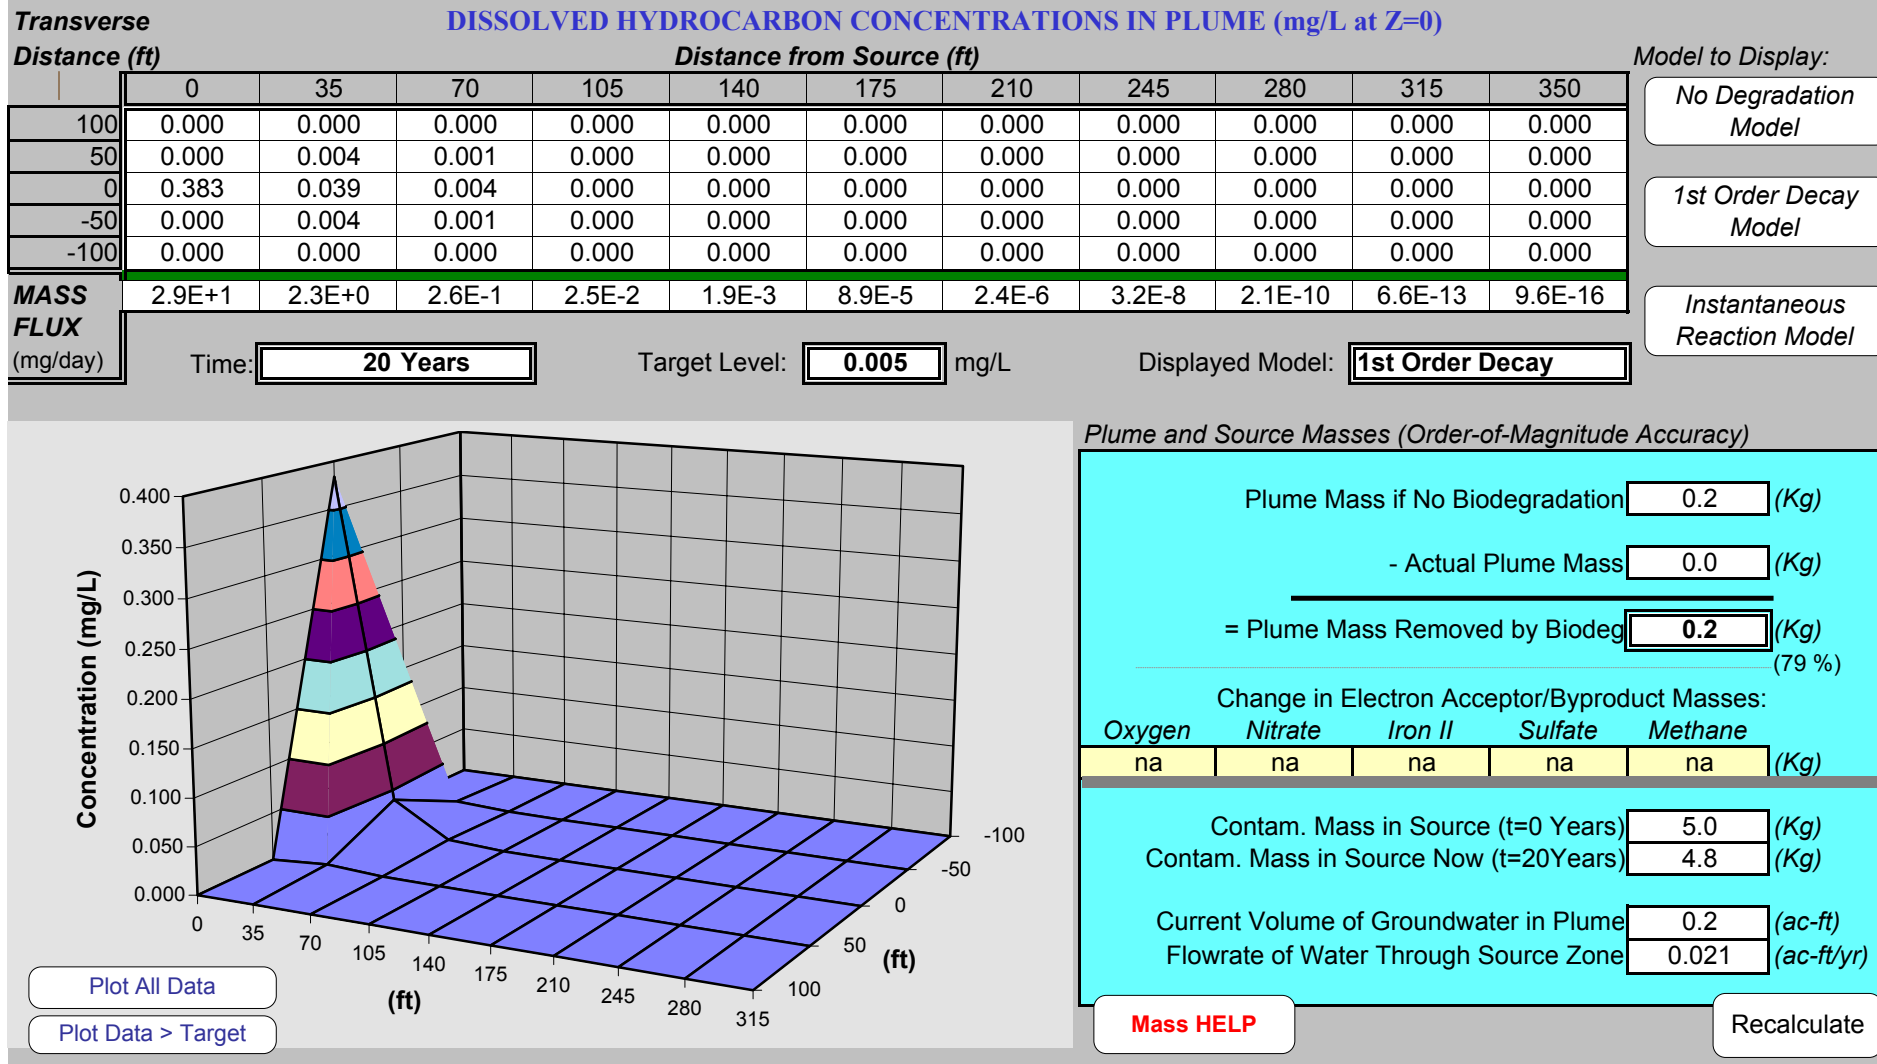 Transverse
DISSOLVED HYDROCARBON CONCENTRATIONS IN PLUME (mg/L at Z=0)
Distance (ft)
Distance from Source (ft)
Model to Display:
0 35 70 105 140 175 210 245 280 315 350
100 0.000 0.000 0.000 0.000 0.000 0.000 0.000 0.000 0.000 0.000 0.000
50 0.000 0.004 0.001 0.000 0.000 0.000 0.000 0.000 0.000 0.000 0.000
0 0.383 0.039 0.004 0.000 0.000 0.000 0.000 0.000 0.000 0.000 0.000
-50 0.000 0.004 0.001 0.000 0.000 0.000 0.000 0.000 0.000 0.000 0.000
-100 0.000 0.000 0.000 0.000 0.000 0.000 0.000 0.000 0.000 0.000 0.000
MASS 2.9E+1 2.3E+0 2.6E-1 2.5E-2 1.9E-3 8.9E-5 2.4E-6 3.2E-8 2.1E-10 6.6E-13 9.6E-16
FLUX
(mg/day)
Time: 20 Years
Target Level: 0.005 mg/L
Displayed Model: 1st Order Decay
No Degradation
Model
1st Order Decay
Model
Instantaneous
Reaction Model
Concentration (mg/L)
0.400
0.350
0.300
0.250
0.200
0.150
0.100
0.050
0.000
0
35
70
105
140
175
210
245
280
315
(ft)
-100
-50
0
50
100
(ft)
Plot All Data
Plot Data > Target
Plume and Source Masses (Order-of-Magnitude Accuracy)
Plume Mass if No Biodegradation 0.2 (Kg)
- Actual Plume Mass 0.0 (Kg)
= Plume Mass Removed by Biodeg 0.2 (Kg)
(79 %)
Change in Electron Acceptor/Byproduct Masses:
Oxygen Nitrate Iron II Sulfate Methane
na na na na na (Kg)
Contam. Mass in Source (t=0 Years) 5.0 (Kg)
Contam. Mass in Source Now (t=20Years) 4.8 (Kg)
Current Volume of Groundwater in Plume 0.2 (ac-ft)
Flowrate of Water Through Source Zone 0.021 (ac-ft/yr)
Mass HELP
Recalculate